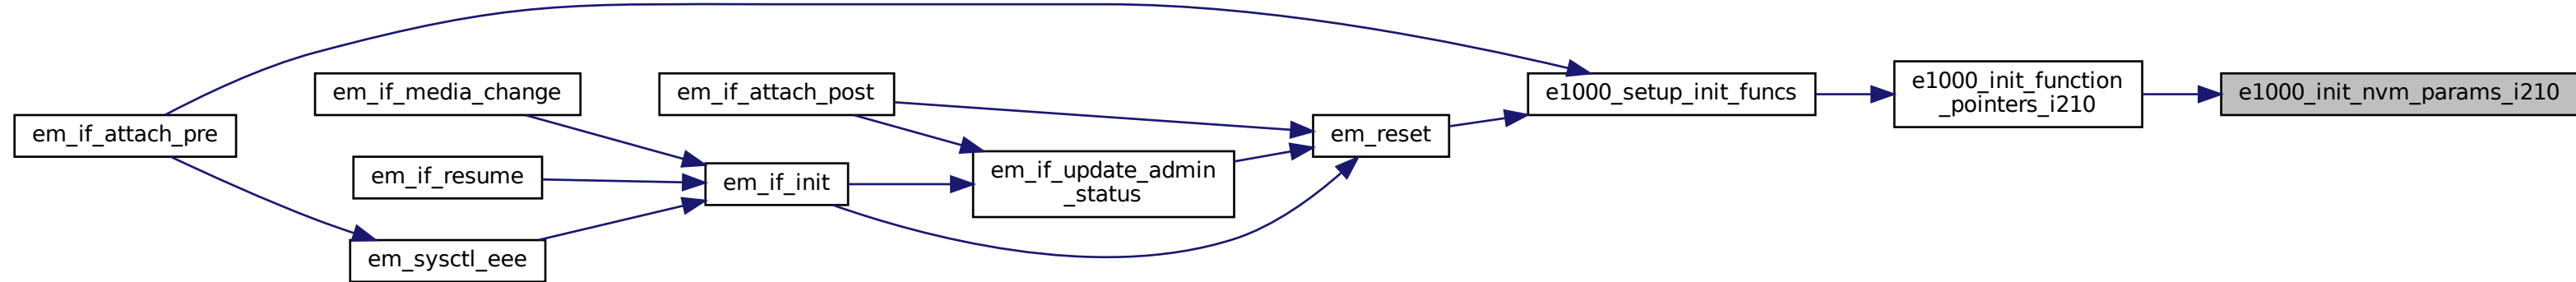 em_if_attach_pre
em_if_media_change
em_if_resume
em_sysctl_eee
em_if_attach_post
em_if_init
em_if_update_admin
_status
em_reset
e1000_setup_init_funcs
e1000_init_function
_pointers_i210
e1000_init_nvm_params_i210